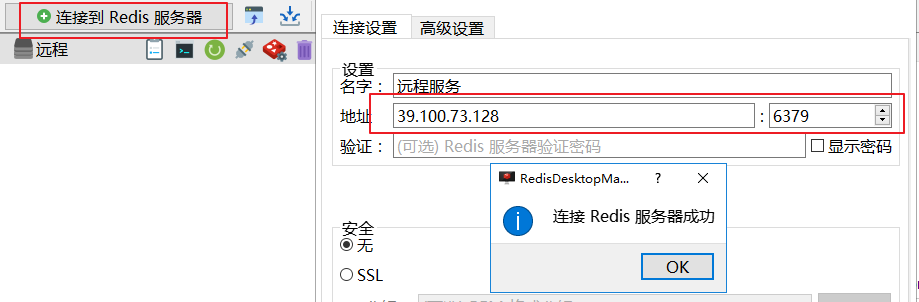 连接到 Redis 服务器
远程
连接设置
高级设置
设置
名字：
远程服务
地址
39.100.73.128
:
6379
验证：
(可选) Redis 服务器验证密码
显示密码
RedisDesktopMa...
?
连接 Redis 服务器成功
OK
安全
无
SSL